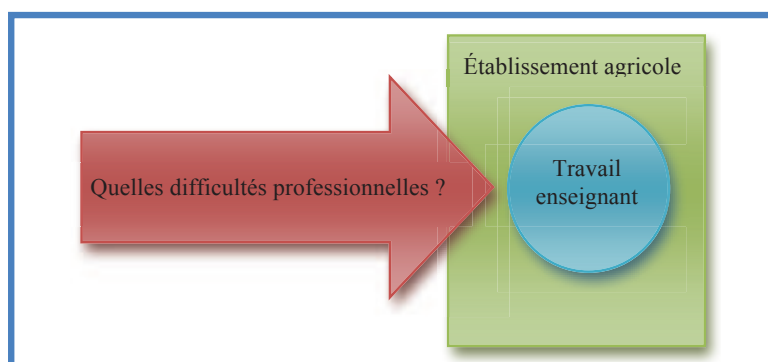 Établissement agricole
Quelles difficultés professionnelles ?
Travail
enseignant